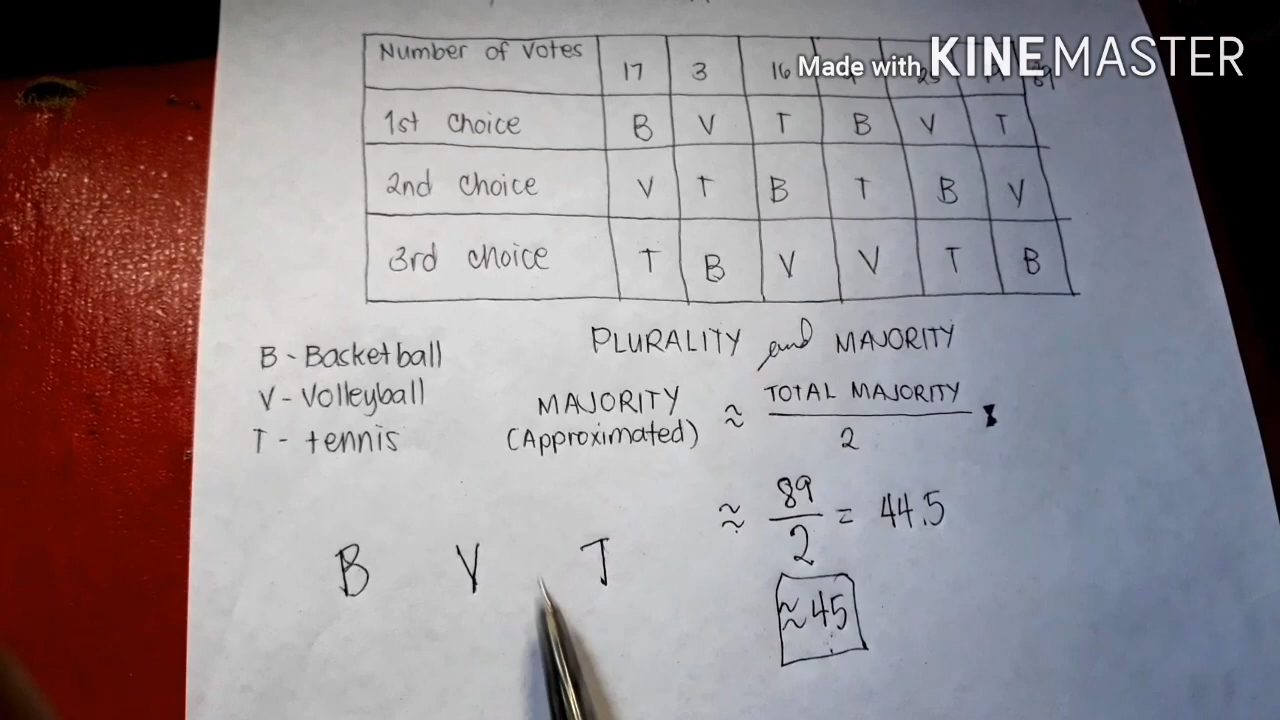 Number of Votes 17 3 16
Made with KINEMASTER
1st choice B V T B V T
2nd choice V T B T B V
3rd choice T B V V T B
B - Basketball
V - Volleyball
T - tennis
PLURALITY and MAJORITY
MAJORITY (Approximated) ≈ TOTAL MAJORITY / 2
≈ 89 / 2 = 44.5
≈ 45
B V T